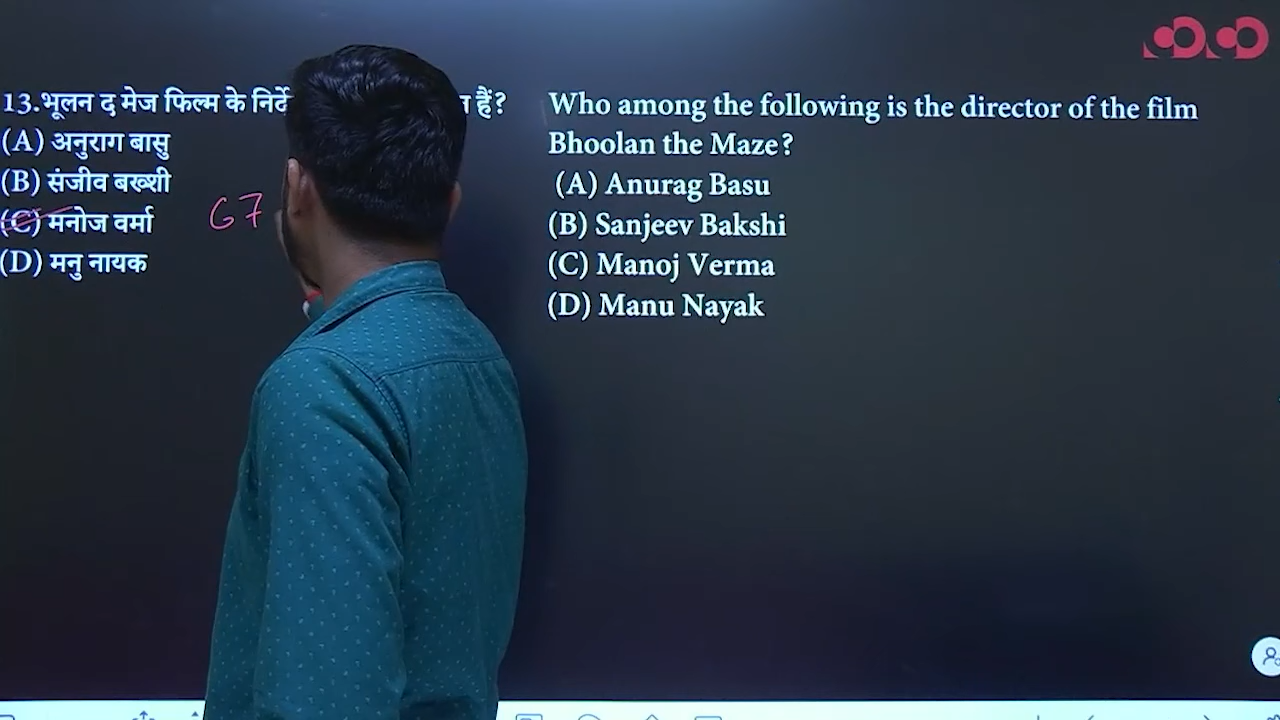 13.भूलन द मेज फिल्म के हैं?
(A) अनुराग बासु
(B) संजीव बख्शी
(C) मनोज वर्मा
(D) मनु नायक
67
Who among the following is the director of the film
Bhoolan the Maze?
(A) Anurag Basu
(B) Sanjeev Bakshi
(C) Manoj Verma
(D) Manu Nayak